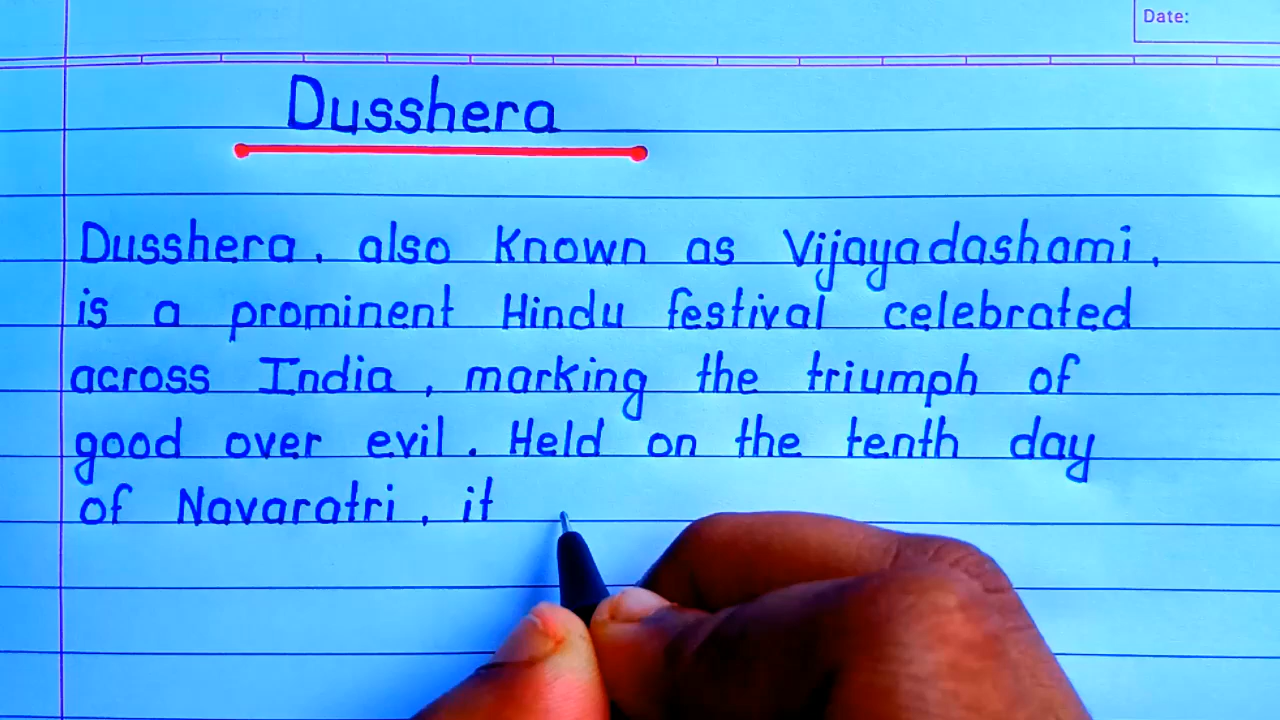 Date:
Dusshera
Dusshera, also known as Vijayadashami,
is a prominent Hindu festival celebrated
across India, marking the triumph of
good over evil. Held on the tenth day
of Navaratri, it